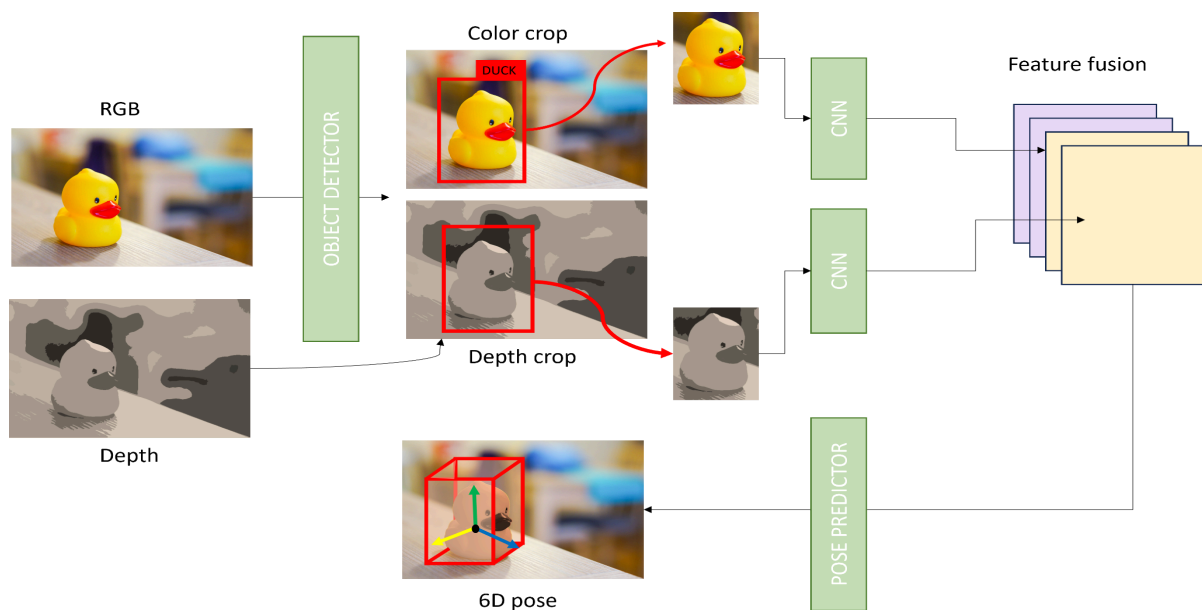 RGB
OBJECT DETECTOR
Color crop
DUCK
CNN
Feature fusion
Depth
Depth crop
CNN
6D pose
POSE PREDICTOR